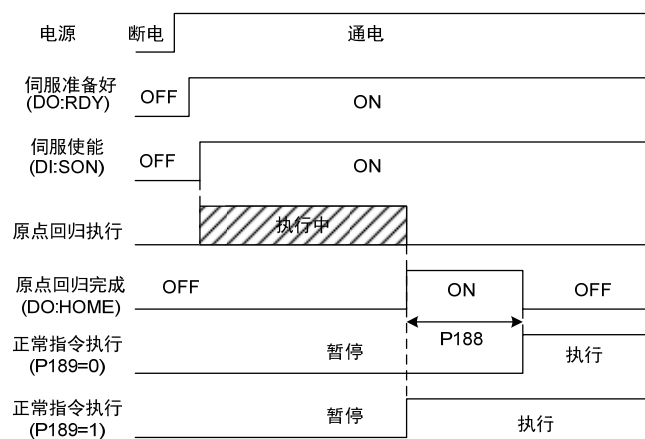 电源 断电 通电
伺服准备好
(DO:RDY) OFF ON
伺服使能
(DI:SON) OFF ON
原点回归执行 执行中
原点回归完成
(DO:HOME) OFF ON OFF
P188
正常指令执行
(P189=0) 暂停 执行
正常指令执行
(P189=1) 暂停 执行